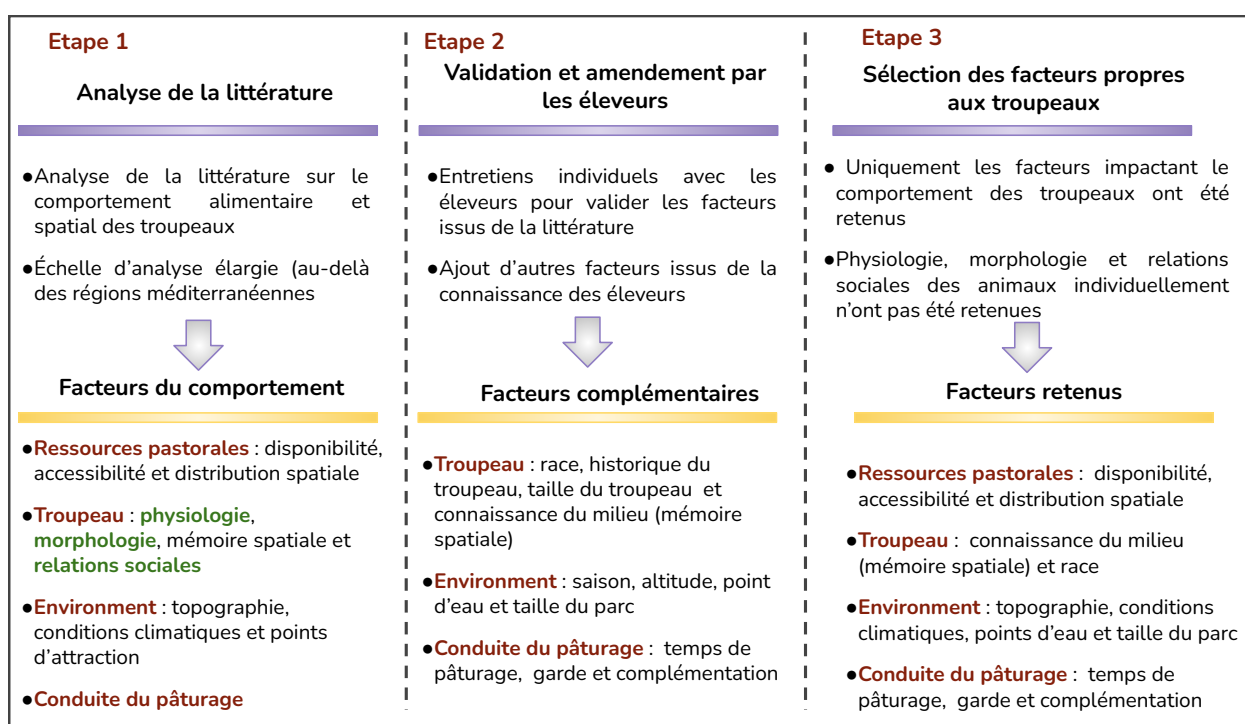 Etape 1
Analyse de la littérature
●Analyse de la littérature sur le
comportement alimentaire et
spatial des troupeaux
●Échelle d'analyse élargie (au-delà
des régions méditerranéennes
Facteurs du comportement
●Ressources pastorales : disponibilité,
accessibilité et distribution spatiale
●Troupeau : physiologie,
morphologie, mémoire spatiale et
relations sociales
●Environment : topographie,
conditions climatiques et points
d'attraction
●Conduite du pâturage
Etape 2
Validation et amendement par
les éleveurs
●Entretiens individuels avec les
éleveurs pour valider les facteurs
issus de la littérature
●Ajout d'autres facteurs issus de la
connaissance des éleveurs
Facteurs complémentaires
●Troupeau : race, historique du
troupeau, taille du troupeau et
connaissance du milieu (mémoire
spatiale)
●Environment : saison, altitude, point
d'eau et taille du parc
●Conduite du pâturage : temps de
pâturage, garde et complémentation
Etape 3
Sélection des facteurs propres
aux troupeaux
● Uniquement les facteurs impactant le
comportement des troupeaux ont été
retenus
●Physiologie, morphologie et relations
sociales des animaux individuellement
n'ont pas été retenues
Facteurs retenus
●Ressources pastorales : disponibilité,
accessibilité et distribution spatiale
●Troupeau : connaissance du milieu
(mémoire spatiale) et race
●Environment : topographie, conditions
climatiques, points d'eau et taille du parc
●Conduite du pâturage : temps de
pâturage, garde et complémentation